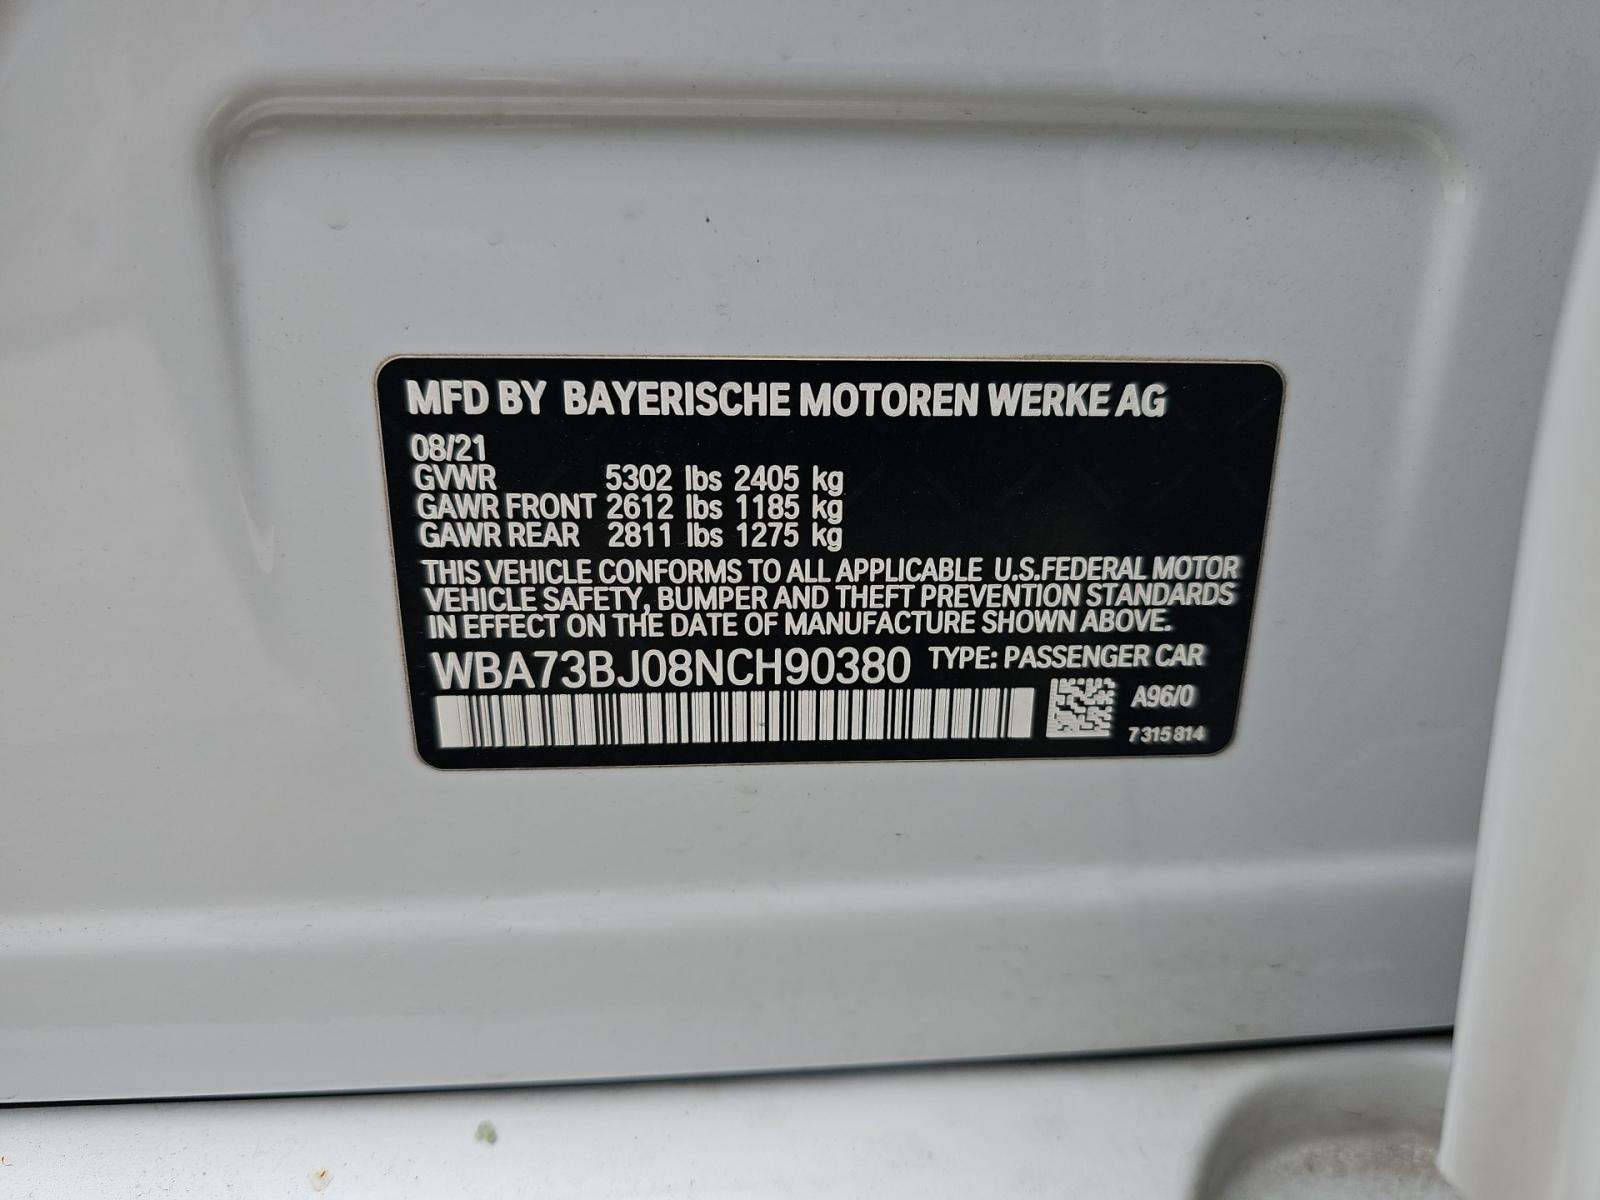 MFD BY BAYERISCHE MOTOREN WERKE AG
08/21
GVWR 5302 lbs 2405 kg
GAWR FRONT 2612 lbs 1185 kg
GAWR REAR 2811 lbs 1275 kg
THIS VEHICLE CONFORMS TO ALL APPLICABLE U.S.FEDERAL MOTOR
VEHICLE SAFETY, BUMPER AND THEFT PREVENTION STANDARDS
IN EFFECT ON THE DATE OF MANUFACTURE SHOWN ABOVE.
WBA73BJ08NCH90380 TYPE: PASSENGER CAR
A96/0
7 315 814